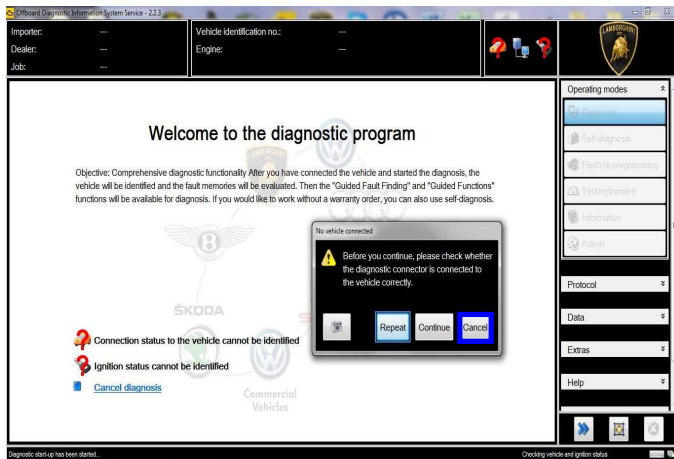 Offboard Diagnostic Information System Service - 2.2.3
Importer: ---
Dealer: ---
Job: ---
Vehicle identification no.: ---
Engine: ---
LAMBORGHINI
Welcome to the diagnostic program
Objective: Comprehensive diagnostic functionality After you have connected the vehicle and started the diagnosis, the
vehicle will be identified and the fault memories will be evaluated. Then the "Guided Fault Finding" and "Guided Functions"
functions will be available for diagnosis. If you would like to work without a warranty order, you can also use self-diagnosis.
No vehicle connected
Before you continue, please check whether
the diagnostic connector is connected to
the vehicle correctly.
Repeat
Continue
Cancel
ŠKODA
S
Connection status to the vehicle cannot be identified
Ignition status cannot be identified
Cancel diagnosis
Commercial
Vehicles
Operating modes
Diagnosis
Self-diagnosis
Flash re-programming
Test instrument
Information
Admin
Protocol
Data
Extras
Help
Diagnostic start-up has been started...
Checking vehicle and ignition status